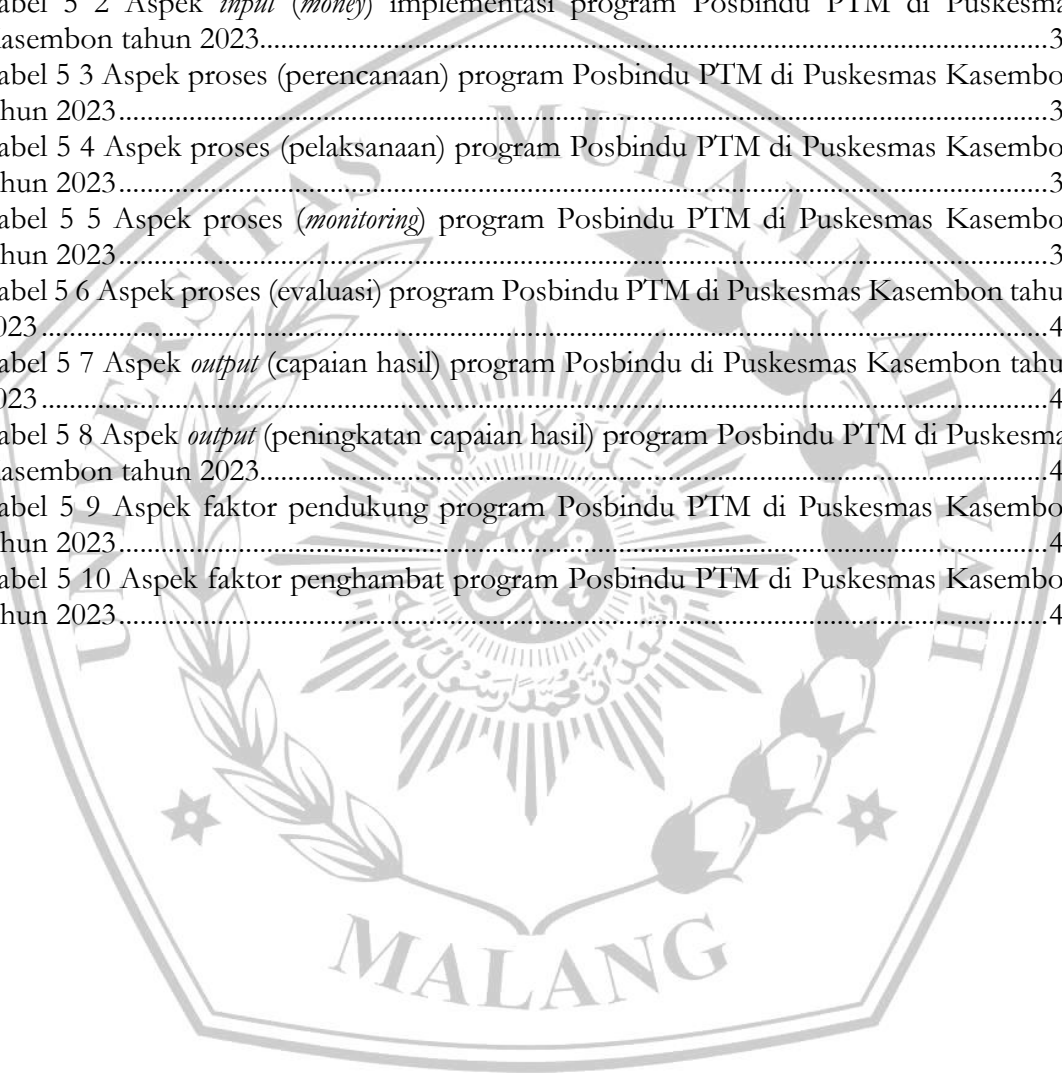 abel 5 2 Aspek input (money) implementasi program Posbindu PTM di Puskesma
asembon tahun 2023....................3
abel 5 3 Aspek proses (perencanaan) program Posbindu PTM di Puskesmas Kasembo
hun 2023....................3
abel 5 4 Aspek proses (pelaksanaan) program Posbindu PTM di Puskesmas Kasembo
hun 2023....................3
abel 5 5 Aspek proses (monitoring) program Posbindu PTM di Puskesmas Kasembo
hun 2023....................3
abel 5 6 Aspek proses (evaluasi) program Posbindu PTM di Puskesmas Kasembon tahu
023....................4
abel 5 7 Aspek output (capaian hasil) program Posbindu di Puskesmas Kasembon tahu
023....................4
abel 5 8 Aspek output (peningkatan capaian hasil) program Posbindu PTM di Puskesma
asembon tahun 2023....................4
abel 5 9 Aspek faktor pendukung program Posbindu PTM di Puskesmas Kasembo
hun 2023....................4
abel 5 10 Aspek faktor penghambat program Posbindu PTM di Puskesmas Kasembo
hun 2023....................4
UNIVERSITAS MUHAMMADIYAH
MALANG